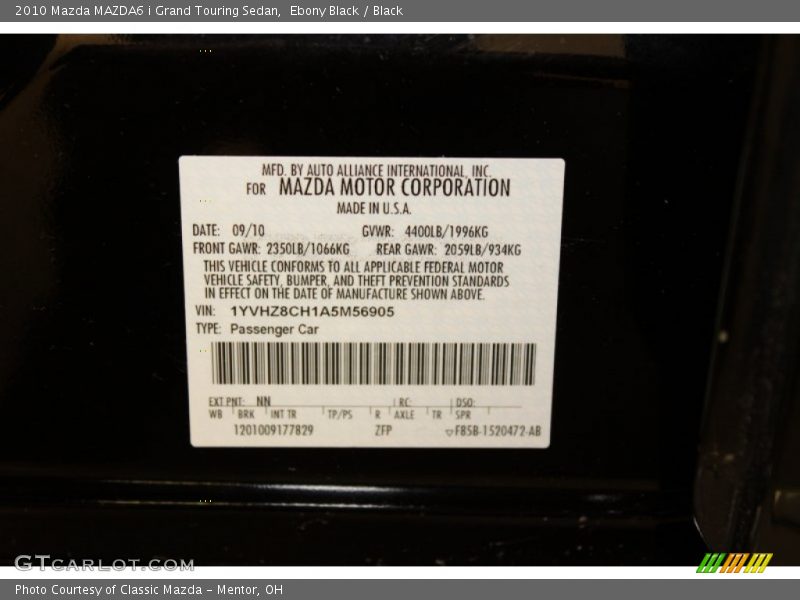 2010 Mazda MAZDA6 i Grand Touring Sedan,  Ebony Black / Black
MFD. BY AUTO ALLIANCE INTERNATIONAL, INC.
FOR MAZDA MOTOR CORPORATION
MADE IN U.S.A.
DATE: 09/10 GVWR: 4400LB/1996KG
FRONT GAWR: 2350LB/1066KG REAR GAWR: 2059LB/934KG
THIS VEHICLE CONFORMS TO ALL APPLICABLE FEDERAL MOTOR
VEHICLE SAFETY, BUMPER, AND THEFT PREVENTION STANDARDS
IN EFFECT ON THE DATE OF MANUFACTURE SHOWN ABOVE.
VIN: 1YVHZ8CH1A5M56905
TYPE: Passenger Car
EXT PNT: NN RC: DSO:
WB BRK INT TR TP/PS R AXLE TR SPR
1201009177829 ZFP F85B-1520472-AB
GTCARLOT.COM
Photo Courtesy of Classic Mazda - Mentor, OH